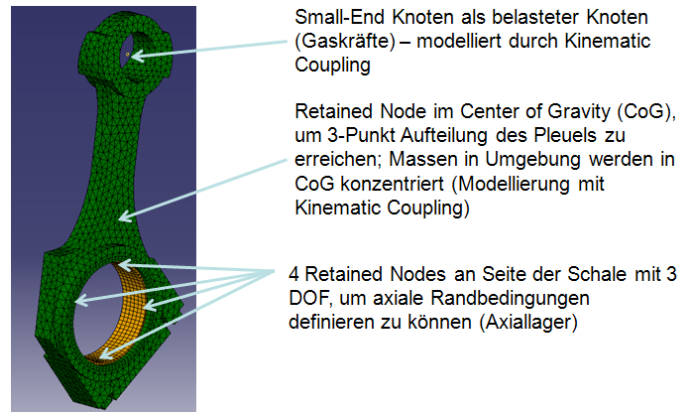 Small-End Knoten als belasteter Knoten
(Gaskräfte) – modelliert durch Kinematic
Coupling
Retained Node im Center of Gravity (CoG),
um 3-Punkt Aufteilung des Pleuels zu
erreichen; Massen in Umgebung werden in
CoG konzentriert (Modellierung mit
Kinematic Coupling)
4 Retained Nodes an Seite der Schale mit 3
DOF, um axiale Randbedingungen
definieren zu können (Axiallager)